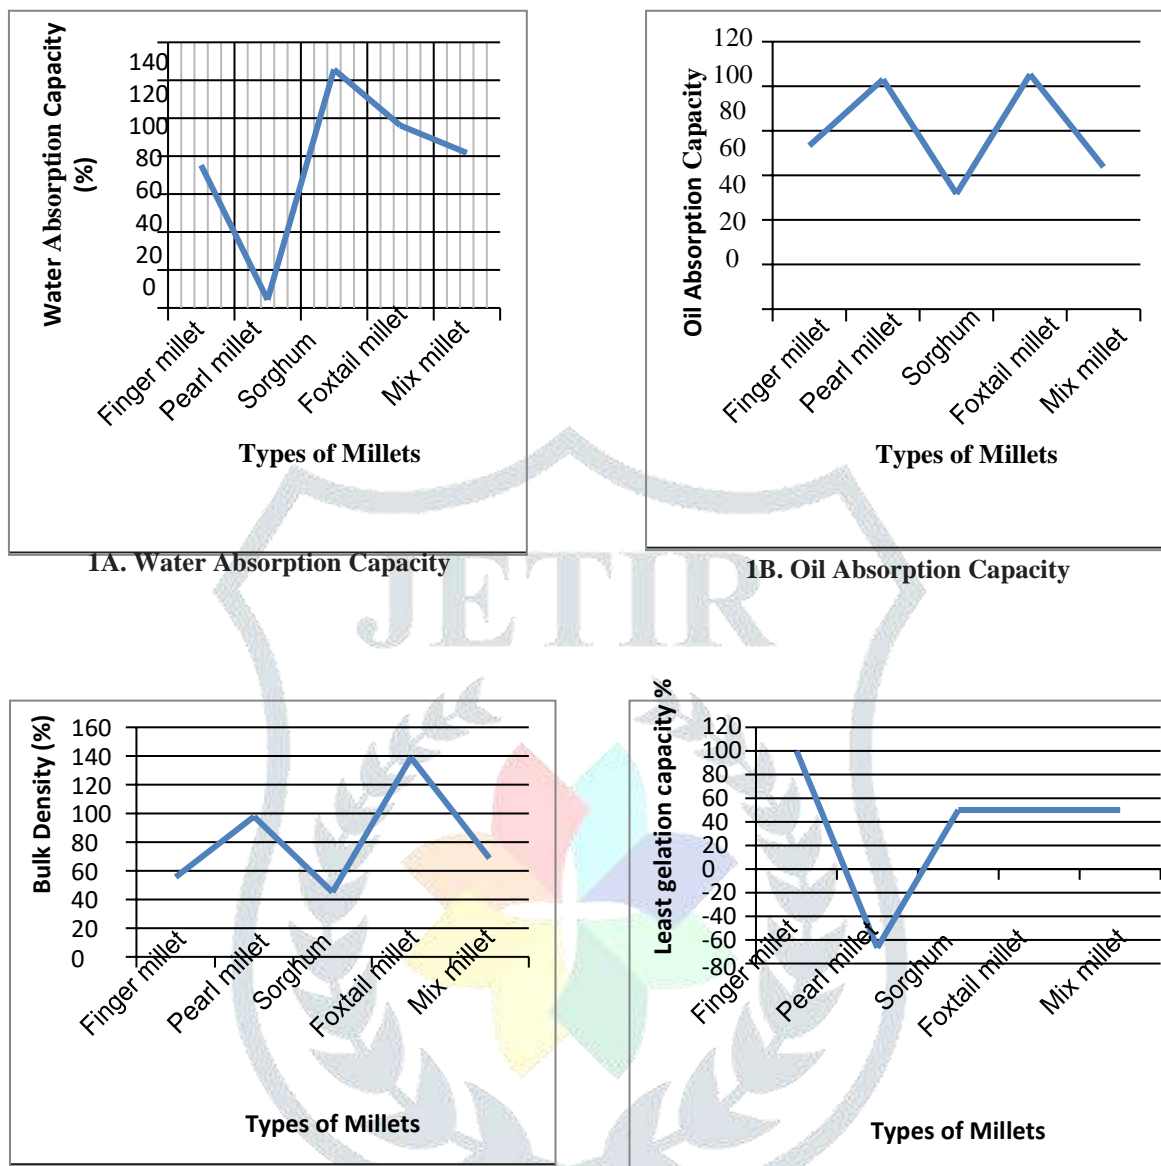 Water Absorption Capacity
(%)
140
120
100
80
60
40
20
0
Finger millet
Pearl millet
Sorghum
Foxtail millet
Mix millet
Types of Millets
1A. Water Absorption Capacity
Oil Absorption Capacity
120
100
80
60
40
20
0
Finger millet
Pearl millet
Sorghum
Foxtail millet
Mix millet
Types of Millets
1B. Oil Absorption Capacity
JETIR
Bulk Density (%)
160
140
120
100
80
60
40
20
0
Finger millet
Pearl millet
Sorghum
Foxtail millet
Mix millet
Types of Millets
Least gelation capacity %
120
100
80
60
40
20
0
-20
-40
-60
-80
Finger millet
Pearl millet
Sorghum
Foxtail millet
Mix millet
Types of Millets